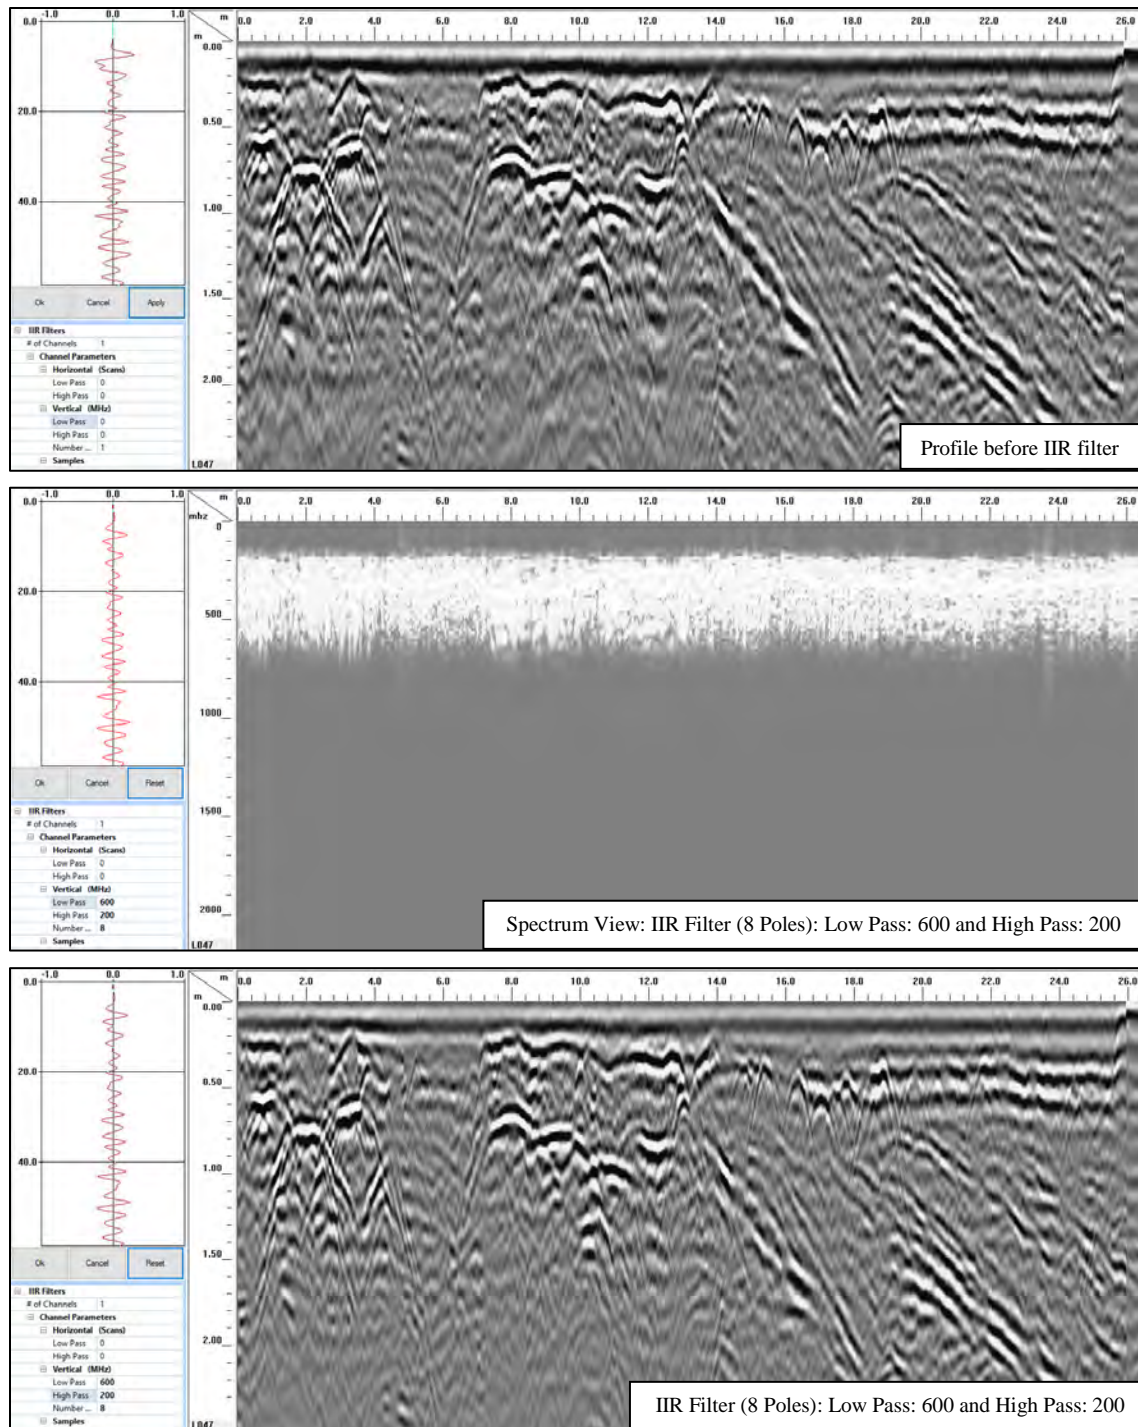 -1.0 0.0 1.0
0.0
20.0
40.0
Ok Cancel Apply
IIR Filters
# of Channels 1
Channel Parameters
Horizontal (Scans)
Low Pass 0
High Pass 0
Vertical (MHz)
Low Pass 0
High Pass 0
Number ... 1
Samples
m 0.0 2.0 4.0 6.0 8.0 10.0 12.0 14.0 16.0 18.0 20.0 22.0 24.0 26.0
m
0.00
0.50
1.00
1.50
2.00
L047
Profile before IIR filter
-1.0 0.0 1.0
0.0
20.0
40.0
Ok Cancel Reset
IIR Filters
# of Channels 1
Channel Parameters
Horizontal (Scans)
Low Pass 0
High Pass 0
Vertical (MHz)
Low Pass 600
High Pass 200
Number ... 8
Samples
m 0.0 2.0 4.0 6.0 8.0 10.0 12.0 14.0 16.0 18.0 20.0 22.0 24.0 26.0
mhz
0
500
1000
1500
2000
L047
Spectrum View: IIR Filter (8 Poles): Low Pass: 600 and High Pass: 200
-1.0 0.0 1.0
0.0
20.0
40.0
Ok Cancel Reset
IIR Filters
# of Channels 1
Channel Parameters
Horizontal (Scans)
Low Pass 0
High Pass 0
Vertical (MHz)
Low Pass 600
High Pass 200
Number ... 8
Samples
m 0.0 2.0 4.0 6.0 8.0 10.0 12.0 14.0 16.0 18.0 20.0 22.0 24.0 26.0
m
0.00
0.50
1.00
1.50
2.00
L047
IIR Filter (8 Poles): Low Pass: 600 and High Pass: 200